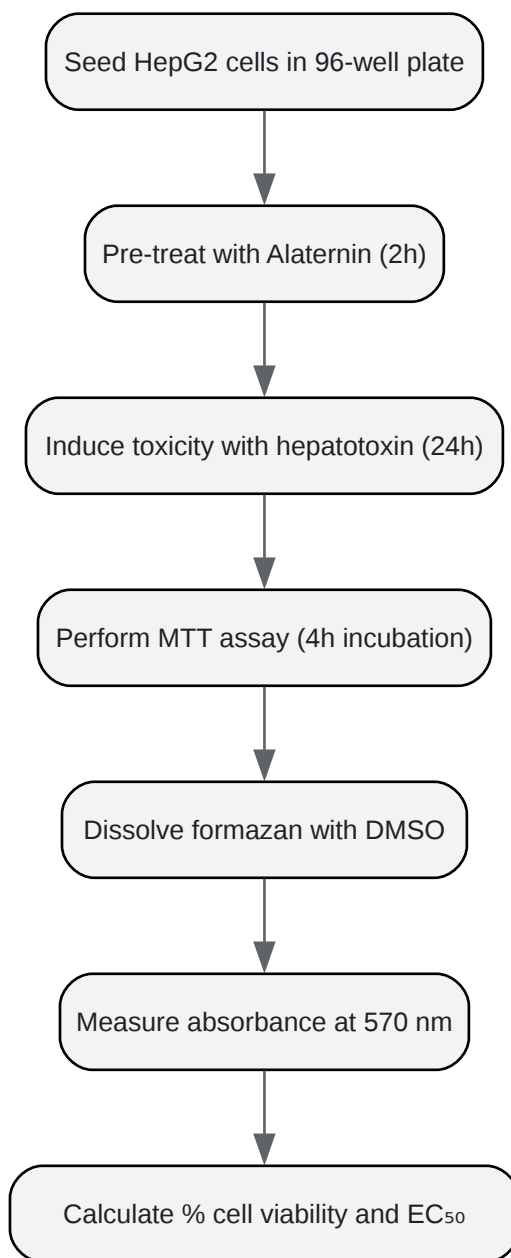 Seed HepG2 cells in 96-well plate
Pre-treat with Alaternin (2h)
Induce toxicity with hepatotoxin (24h)
Perform MTT assay (4h incubation)
Dissolve formazan with DMSO
Measure absorbance at 570 nm
Calculate % cell viability and EC₅₀